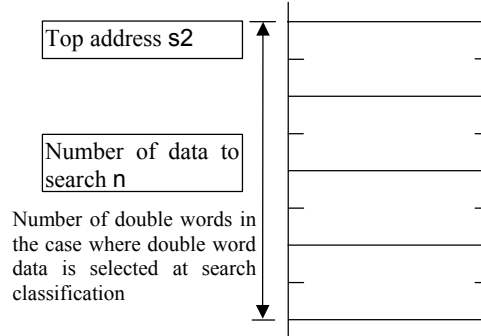 Top address s2
Number of data to
search n
Number of double words in
the case where double word
data is selected at search
classification